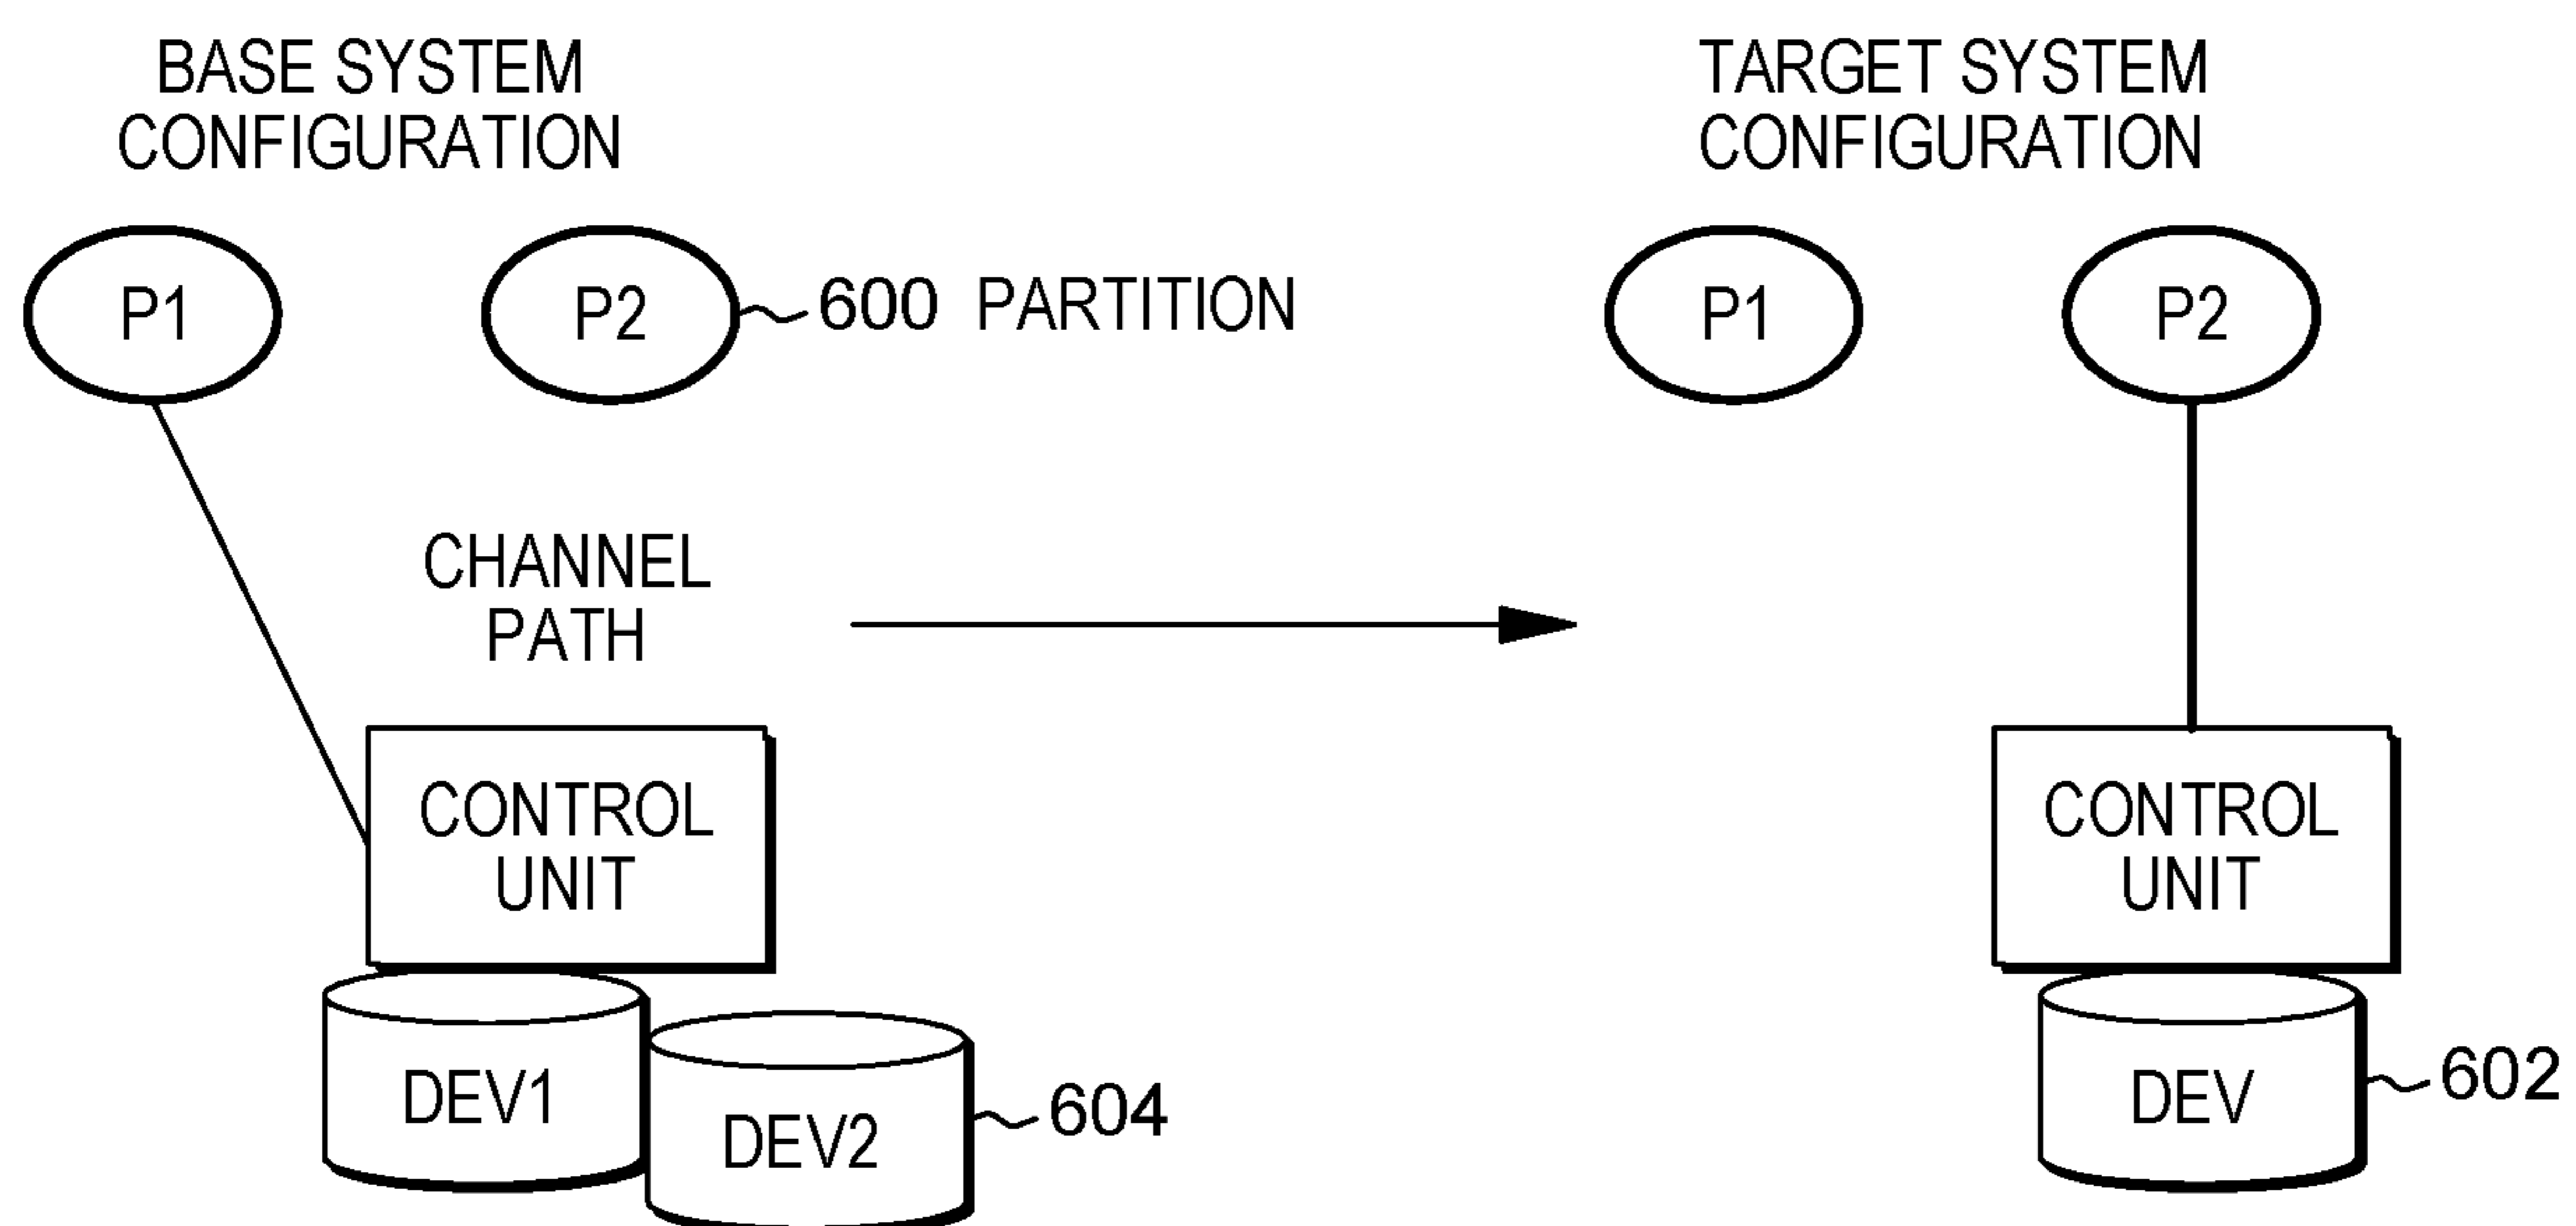 BASE SYSTEM
CONFIGURATION
TARGET SYSTEM
CONFIGURATION
P1
P2
600 PARTITION
P1
P2
CHANNEL
PATH
CONTROL
UNIT
CONTROL
UNIT
DEV1
DEV2
604
DEV
602